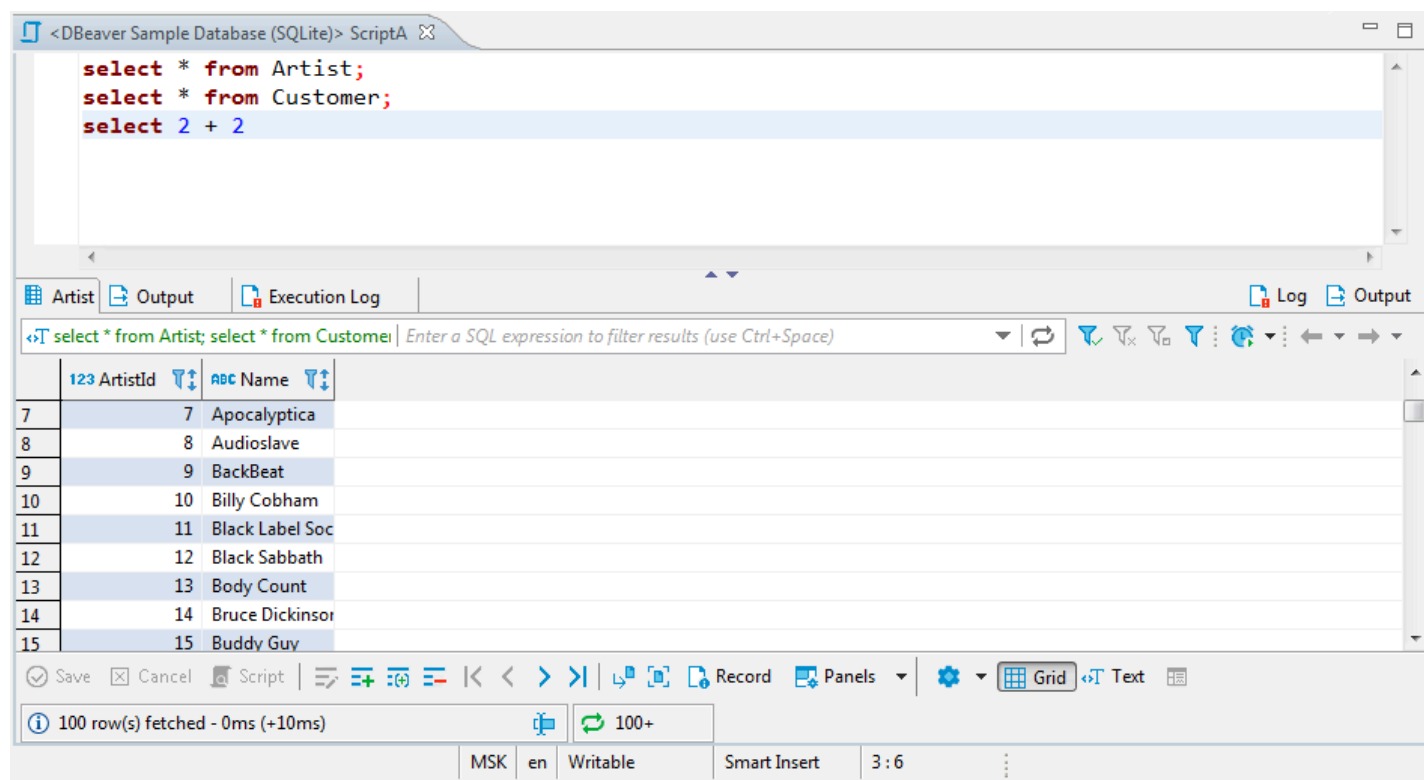 <DBeaver Sample Database (SQLite)> ScriptA
select * from Artist;
select * from Customer;
select 2 + 2
Artist Output Execution Log Log Output
select * from Artist; select * from Customer Enter a SQL expression to filter results (use Ctrl+Space)
123 ArtistId ABC Name
7 7 Apocalyptica
8 8 Audioslave
9 9 BackBeat
10 10 Billy Cobham
11 11 Black Label Soc
12 12 Black Sabbath
13 13 Body Count
14 14 Bruce Dickinson
15 15 Buddy Guy
Save Cancel Script Record Panels Grid Text
100 row(s) fetched - 0ms (+10ms) 100+
MSK en Writable Smart Insert 3 : 6